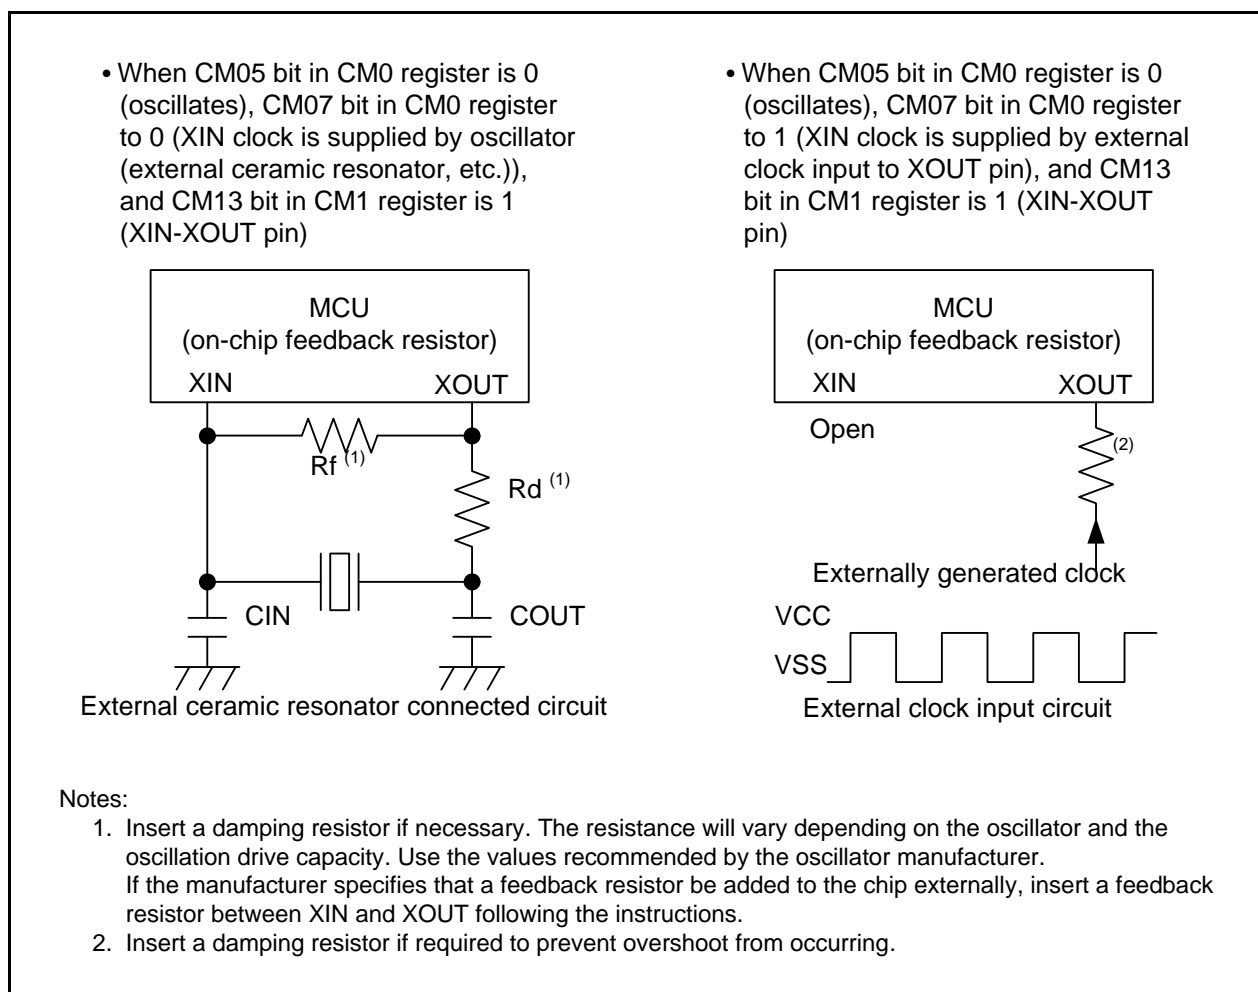 • When CM05 bit in CM0 register is 0
(oscillates), CM07 bit in CM0 register
to 0 (XIN clock is supplied by oscillator
(external ceramic resonator, etc.)),
and CM13 bit in CM1 register is 1
(XIN-XOUT pin)
MCU
(on-chip feedback resistor)
XIN
XOUT
Rf (1)
Rd (1)
CIN
COUT
External ceramic resonator connected circuit
• When CM05 bit in CM0 register is 0
(oscillates), CM07 bit in CM0 register
to 1 (XIN clock is supplied by external
clock input to XOUT pin), and CM13
bit in CM1 register is 1 (XIN-XOUT
pin)
MCU
(on-chip feedback resistor)
XIN
XOUT
Open
(2)
Externally generated clock
VCC
VSS
External clock input circuit
Notes:
1. Insert a damping resistor if necessary. The resistance will vary depending on the oscillator and the
oscillation drive capacity. Use the values recommended by the oscillator manufacturer.
If the manufacturer specifies that a feedback resistor be added to the chip externally, insert a feedback
resistor between XIN and XOUT following the instructions.
2. Insert a damping resistor if required to prevent overshoot from occurring.